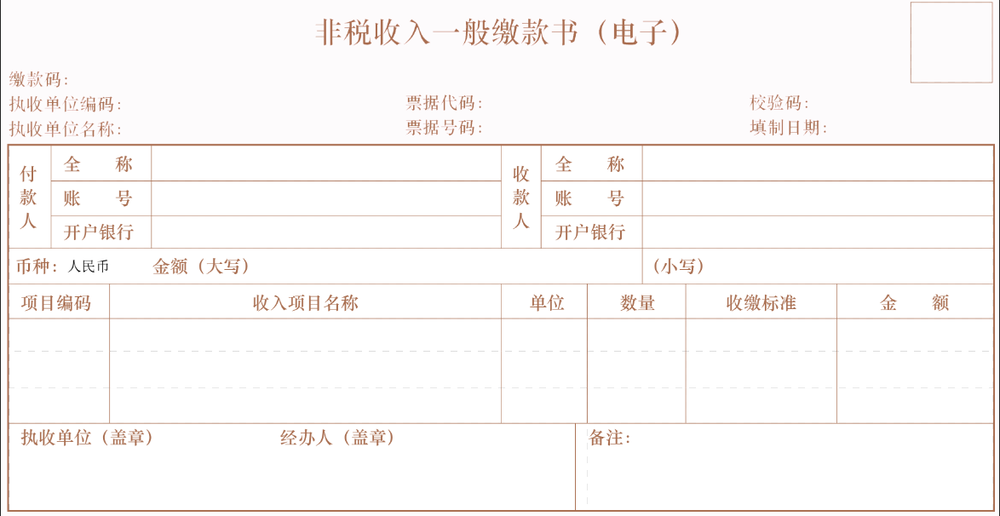 非税收入一般缴款书（电子）
缴款码：
执收单位编码： 票据代码： 校验码：
执收单位名称： 票据号码： 填制日期：
付款人 全 称 收款人 全 称
账 号 账 号
开户银行 开户银行
币种：人民币 金额（大写） （小写）
项目编码 收入项目名称 单位 数量 收缴标准 金 额
执收单位（盖章） 经办人（盖章） 备注：